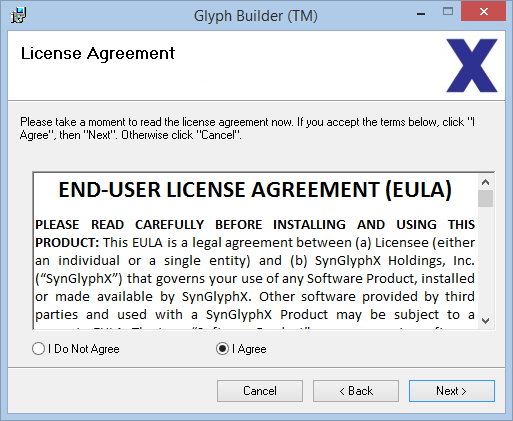 Glyph Builder (TM)
License Agreement
X
Please take a moment to read the license agreement now. If you accept the terms below, click "I
Agree", then "Next". Otherwise click "Cancel".
END-USER LICENSE AGREEMENT (EULA)
PLEASE READ CAREFULLY BEFORE INSTALLING AND USING THIS
PRODUCT: This EULA is a legal agreement between (a) Licensee (either
an individual or a single entity) and (b) SynGlyphX Holdings, Inc.
(“SynGlyphX”) that governs your use of any Software Product, installed
or made available by SynGlyphX. Other software provided by third
parties and used with a SynGlyphX Product may be subject to a
I Do Not Agree
I Agree
Cancel
< Back
Next >